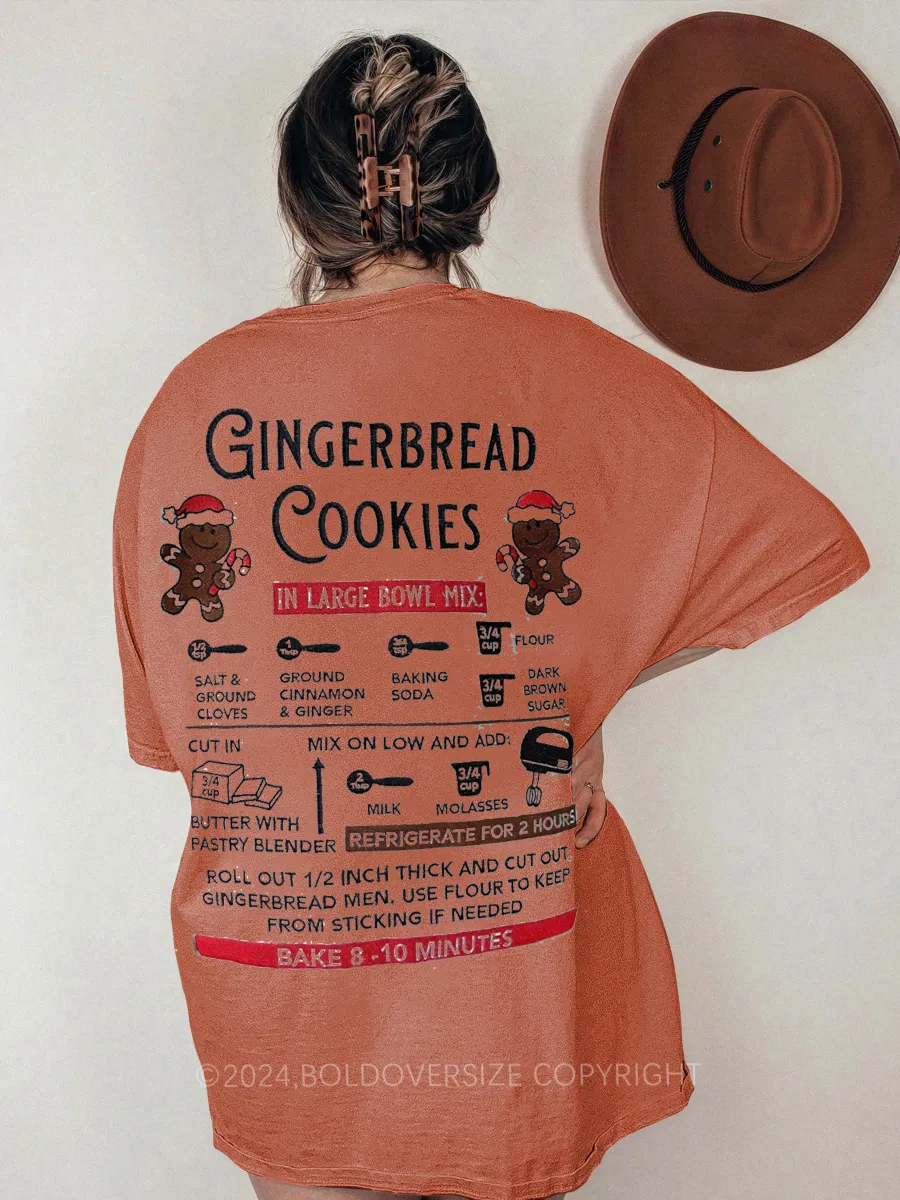 GINGERBREAD
COOKIES
IN LARGE BOWL MIX:
1/2 tsp
1 Tbsp
3/4 tsp
3/4 cup
FLOUR
SALT &
GROUND
CLOVES
GROUND
CINNAMON
& GINGER
BAKING
SODA
3/4 cup
DARK
BROWN
SUGAR
CUT IN
3/4 cup
BUTTER WITH
PASTRY BLENDER
MIX ON LOW AND ADD:
2 Tbsp
MILK
3/4 cup
MOLASSES
REFRIGERATE FOR 2 HOURS
ROLL OUT 1/2 INCH THICK AND CUT OUT
GINGERBREAD MEN. USE FLOUR TO KEEP
FROM STICKING IF NEEDED
BAKE 8-10 MINUTES
©2024,BOLDOVERSIZE COPYRIGHT